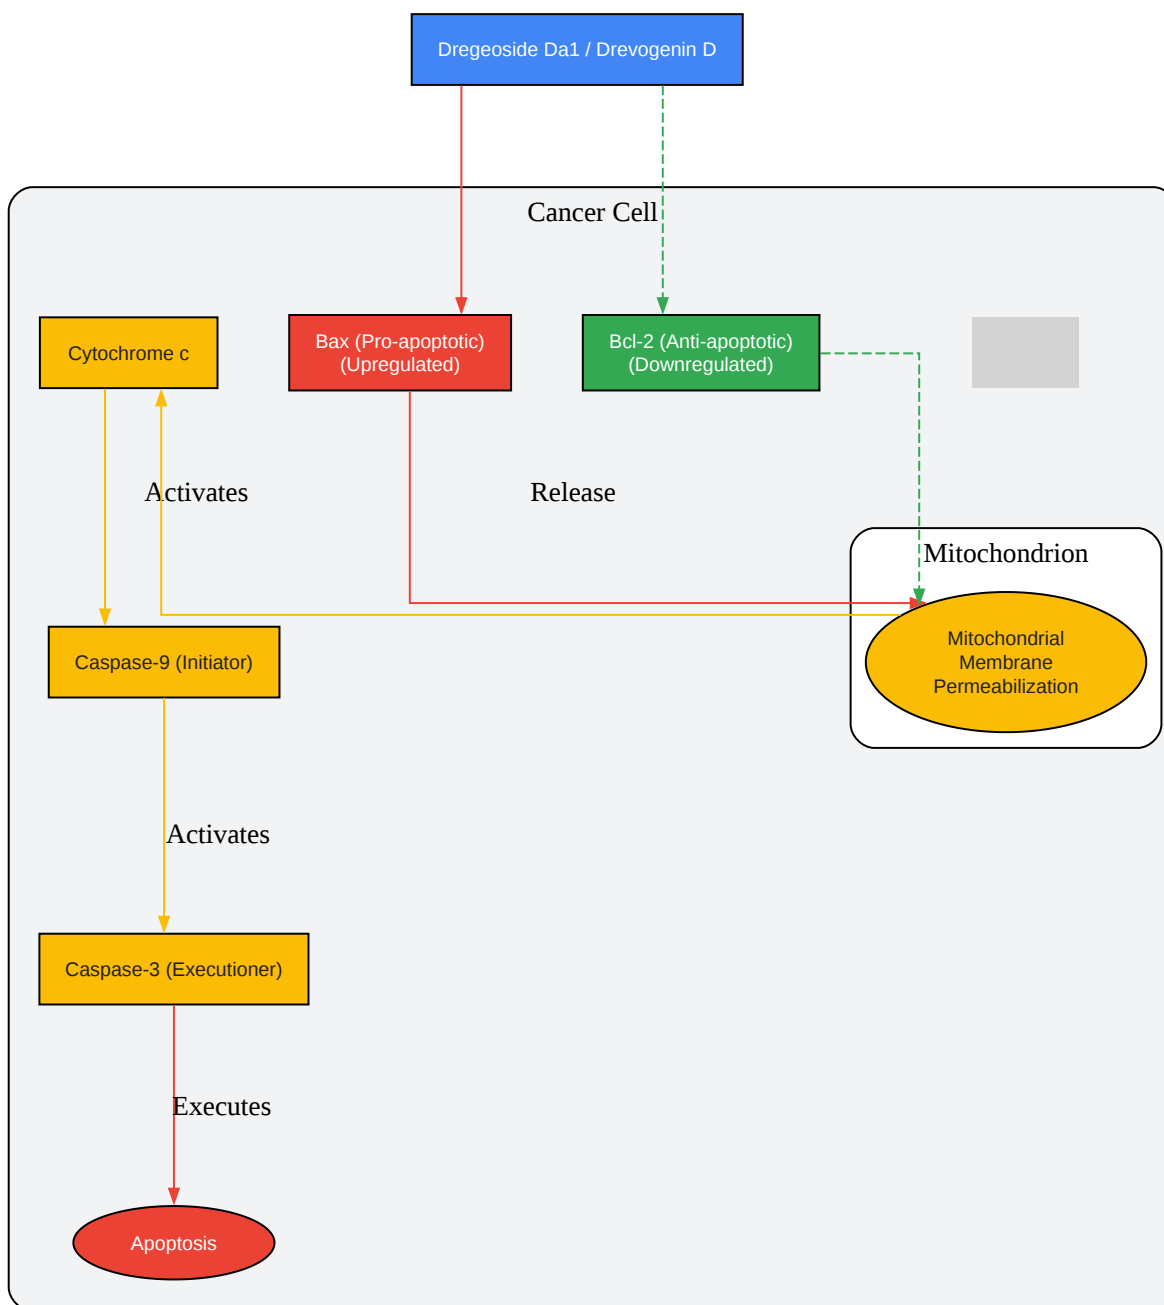 Dregeoside Da1 / Drevogenin D
Cancer Cell
Cytochrome c
Bax (Pro-apoptotic)
(Upregulated)
Bcl-2 (Anti-apoptotic)
(Downregulated)
Activates
Release
Mitochondrion
Mitochondrial
Membrane
Permeabilization
Caspase-9 (Initiator)
Activates
Caspase-3 (Executioner)
Executes
Apoptosis